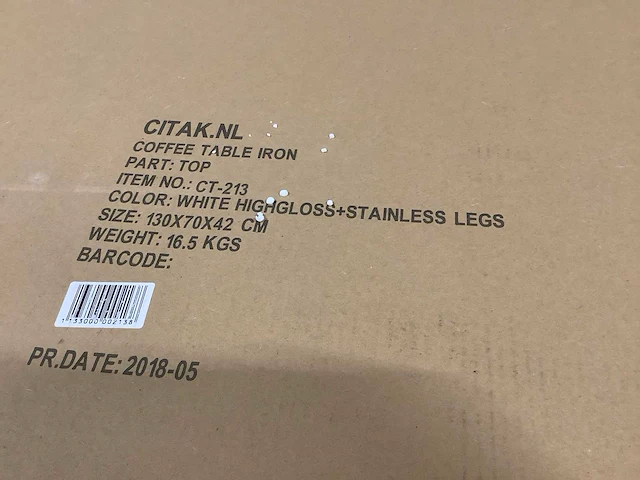 CITAK.NL
COFFEE TABLE IRON
PART: TOP
ITEM NO.: CT-213
COLOR: WHITE HIGHGLOSS+STAINLESS LEGS
SIZE: 130X70X42 CM
WEIGHT: 16.5 KGS
BARCODE:
1133000002138
PR.DATE: 2018-05